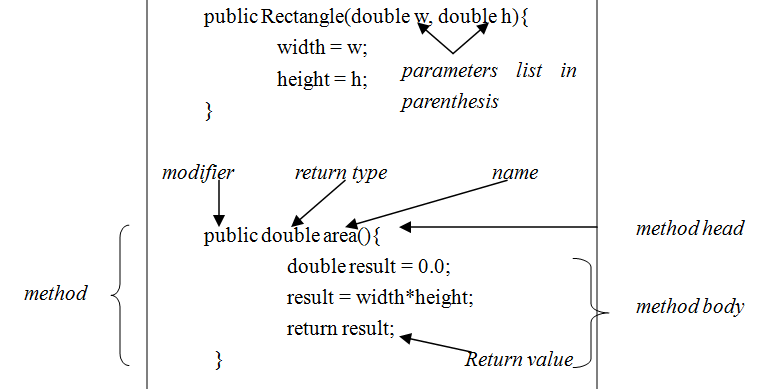 public Rectangle(double w, double h){
width = w;
height = h;
parameters list in
parenthesis
}
modifier
return type
name
public double area(){
method head
double result = 0.0;
method
result = width*height;
method body
return result;
}
Return value